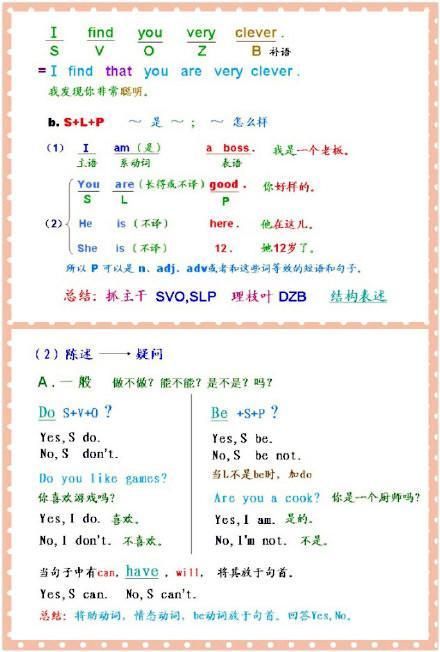 I find you very clever.
S V O Z B 补语
= I find that you are very clever.
我发现你非常聪明。
b. S+L+P ~ 是 ~ ; ~ 怎么样
(1) I am (是) a boss. 我是一个老板。
主语 系动词 表语
You are (长得或不译) good. 你好样的。
S L P
(2) He is (不译) here. 他在这儿。
She is (不译) 12. 她12岁了。
所以 P 可以是 n、adj、adv或者和这些词等效的短语和句子。
总结: 抓主干 SVO,SLP 理枝叶 DZB 结构表述
(2) 陈述 → 疑问
A. 一般 做不做? 能不能? 是不是? 吗?
Do S+V+O ?
Yes,S do.
No,S don't.
Do you like games?
你喜欢游戏吗?
Yes,I do. 喜欢。
No,I don't. 不喜欢。
Be +S+P ?
Yes,S be.
No,S be not.
当L不是be时, 加do
Are you a cook? 你是一个厨师吗?
Yes,I am. 是的。
No,I'm not. 不是。
当句子中有can, have , will, 将其放于句首。
Yes,S can. No,S can't.
总结: 将助动词, 情态动词, be动词放于句首。回答Yes,No。